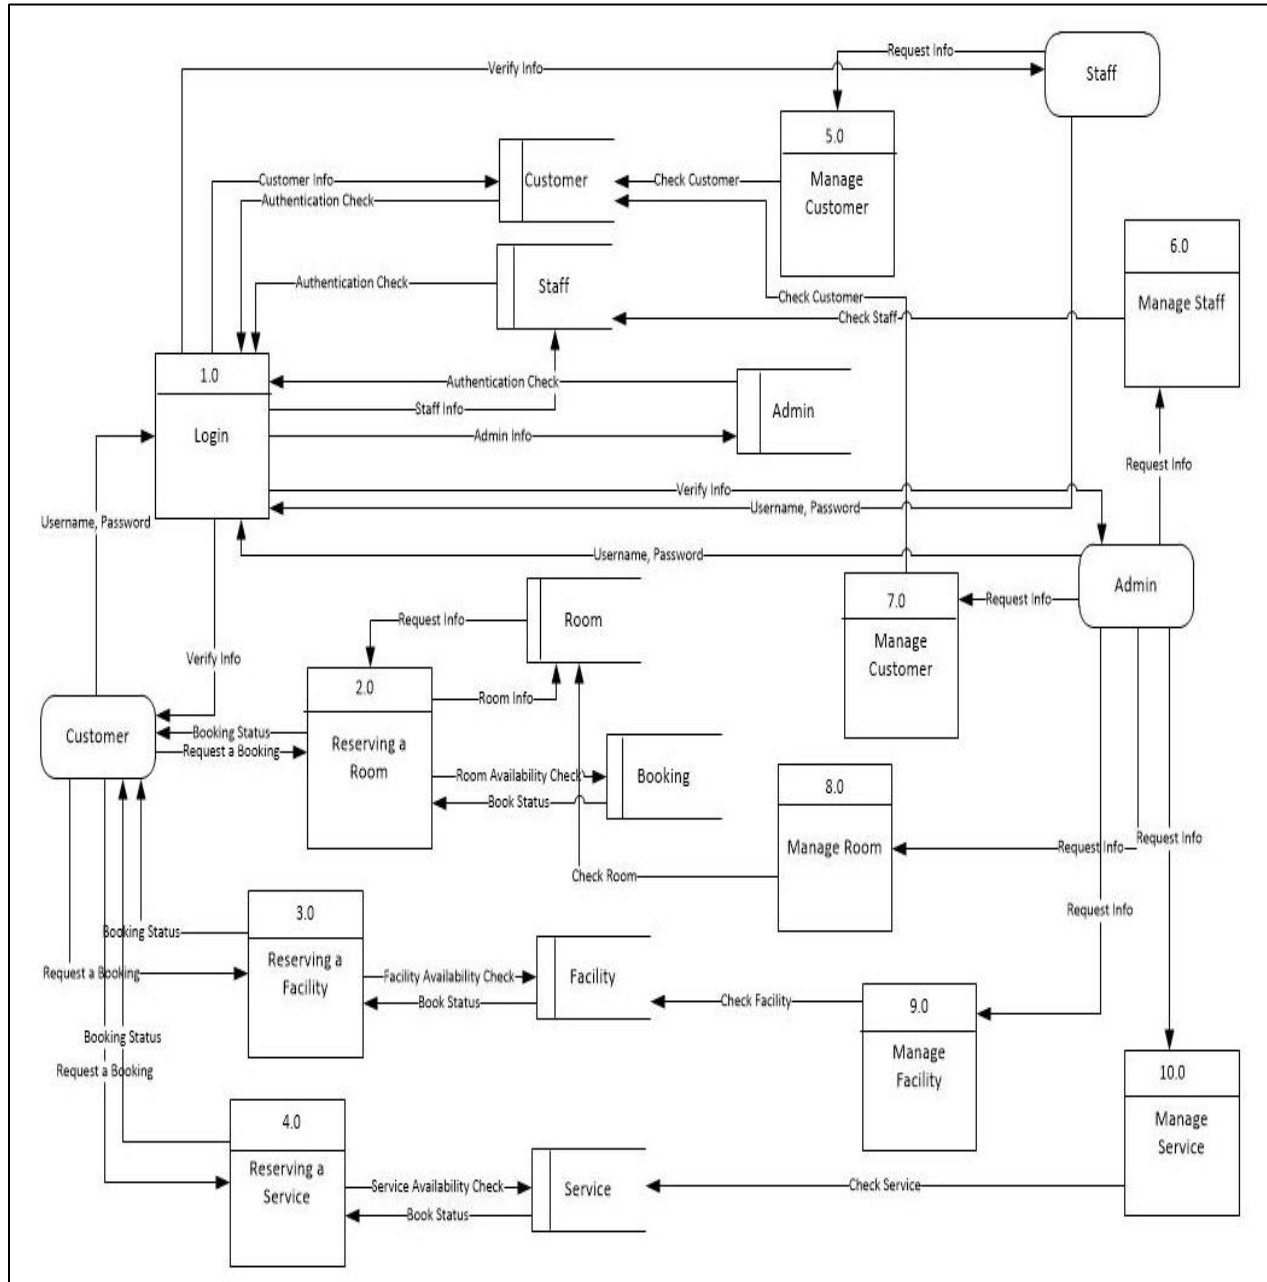 Request Info
Verify Info
Staff
5.0
Manage
Customer
Customer Info
Customer
Check Customer
Authentication Check
6.0
Manage Staff
Authentication Check
Staff
Check Customer
Check Staff
1.0
Login
Authentication Check
Staff Info
Admin
Admin Info
Request Info
Verify Info
Username, Password
Username, Password
Username, Password
Admin
7.0
Manage
Customer
Request Info
Room
Request Info
Verify Info
2.0
Reserving a
Room
Room Info
Customer
Booking Status
Request a Booking
Room Availability Check
Booking
Book Status
8.0
Manage Room
Request Info
Request Info
Check Room
Request Info
3.0
Reserving a
Facility
Booking Status
Request a Booking
Facility Availability Check
Facility
Book Status
Check Facility
9.0
Manage
Facility
Booking Status
Request a Booking
10.0
Manage
Service
4.0
Reserving a
Service
Service Availability Check
Service
Check Service
Book Status